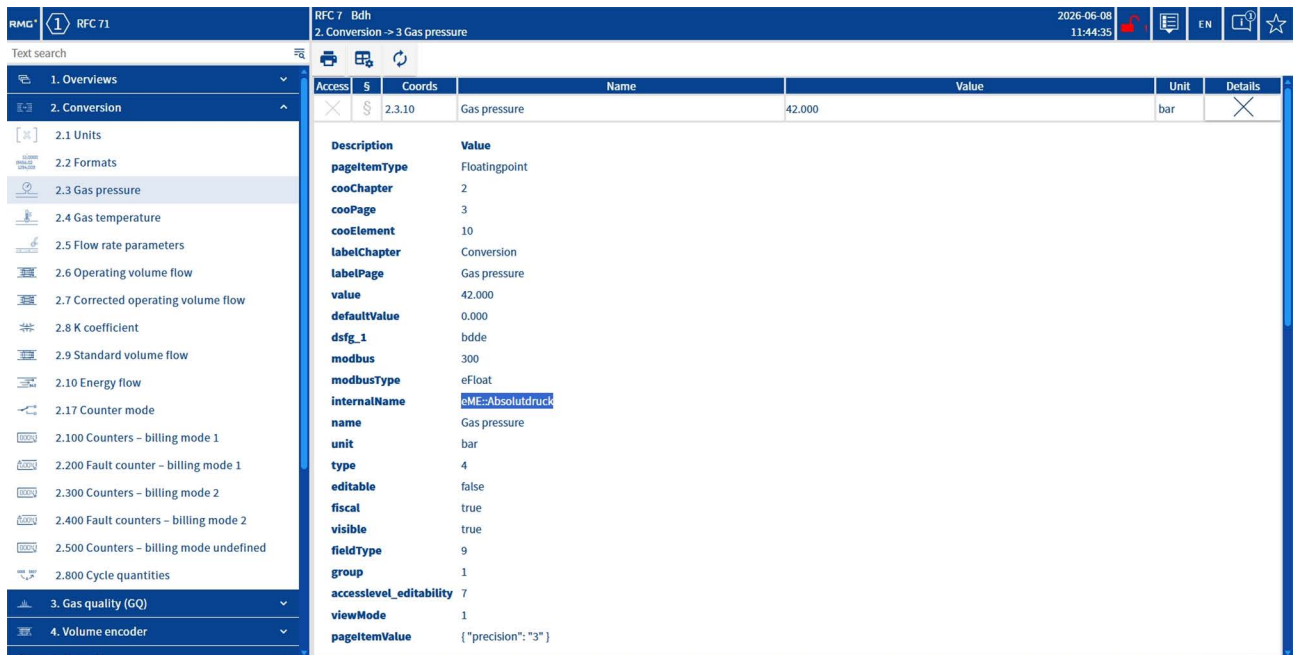 RMG 1 RFC 71
RFC 7 Bdh
2. Conversion -> 3 Gas pressure
2026-06-08
11:44:35
EN
Text search
1. Overviews
2. Conversion
2.1 Units
2.2 Formats
2.3 Gas pressure
2.4 Gas temperature
2.5 Flow rate parameters
2.6 Operating volume flow
2.7 Corrected operating volume flow
2.8 K coefficient
2.9 Standard volume flow
2.10 Energy flow
2.17 Counter mode
2.100 Counters – billing mode 1
2.200 Fault counter – billing mode 1
2.300 Counters – billing mode 2
2.400 Fault counters – billing mode 2
2.500 Counters – billing mode undefined
2.800 Cycle quantities
3. Gas quality (GQ)
4. Volume encoder
Access § Coords Name Value Unit Details
§ 2.3.10 Gas pressure 42.000 bar
Description Value
pageItemType Floatingpoint
cooChapter 2
cooPage 3
cooElement 10
labelChapter Conversion
labelPage Gas pressure
value 42.000
defaultValue 0.000
dsfg_1 bdde
modbus 300
modbusType eFloat
internalName eME::Absolutdruck
name Gas pressure
unit bar
type 4
editable false
fiscal true
visible true
fieldType 9
group 1
accesslevel_editability 7
viewMode 1
pageItemValue { "precision": "3" }